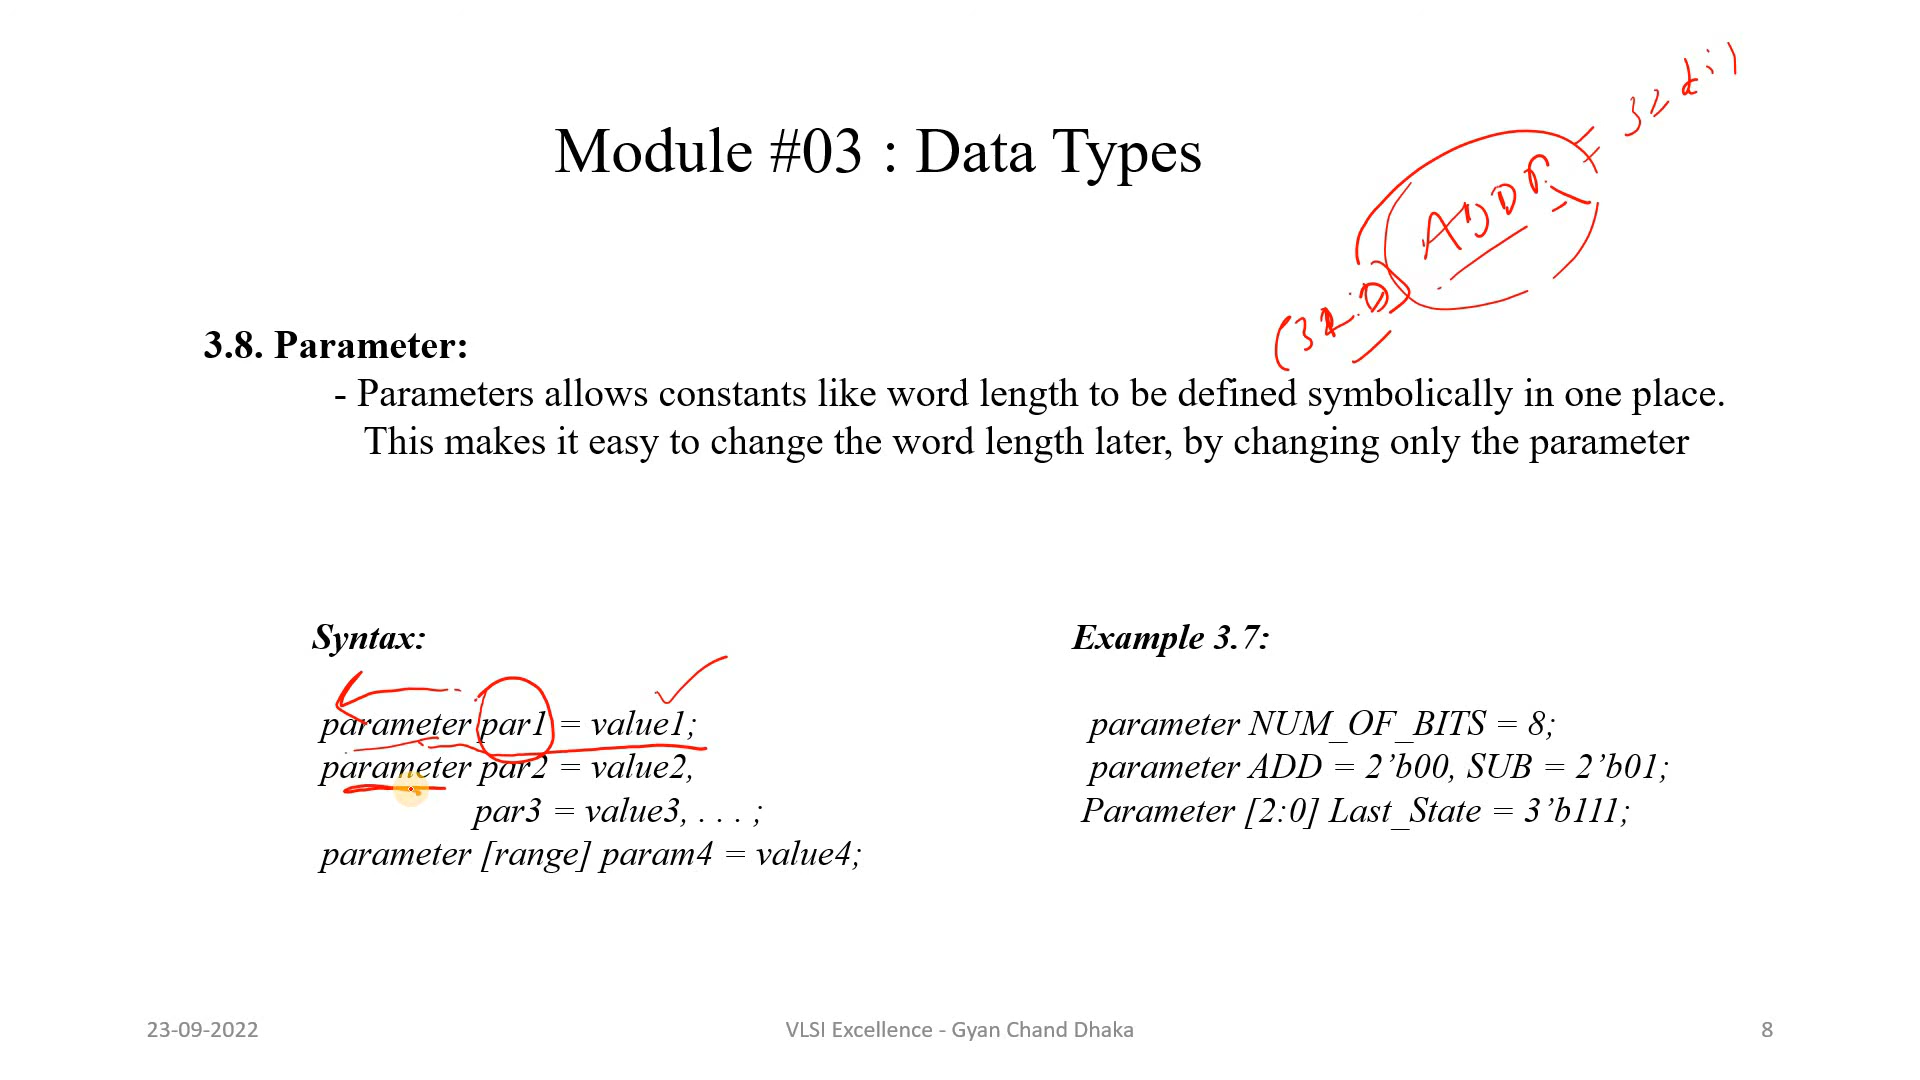 Module #03 : Data Types
= 32 bit
ADDR
3.8. Parameter:
- Parameters allows constants like word length to be defined symbolically in one place.
This makes it easy to change the word length later, by changing only the parameter
Syntax:
parameter par1 = value1;
parameter par2 = value2,
par3 = value3, . . . ;
parameter [range] param4 = value4;
Example 3.7:
parameter NUM_OF_BITS = 8;
parameter ADD = 2’b00, SUB = 2’b01;
Parameter [2:0] Last_State = 3’b111;
23-09-2022
VLSI Excellence - Gyan Chand Dhaka
8